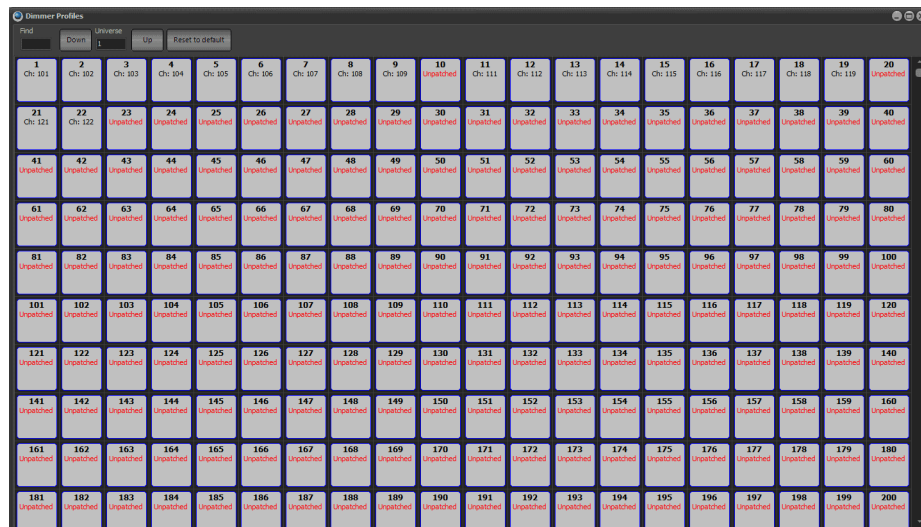 Dimmer Profiles
Find Universe
Down 1 Up Reset to default
1 2 3 4 5 6 7 8 9 10 11 12 13 14 15 16 17 18 19 20
Ch: 101 Ch: 102 Ch: 103 Ch: 104 Ch: 105 Ch: 106 Ch: 107 Ch: 108 Ch: 109 Unpatched Ch: 111 Ch: 112 Ch: 113 Ch: 114 Ch: 115 Ch: 116 Ch: 117 Ch: 118 Ch: 119 Unpatched
21 22 23 24 25 26 27 28 29 30 31 32 33 34 35 36 37 38 39 40
Ch: 121 Ch: 122 Unpatched Unpatched Unpatched Unpatched Unpatched Unpatched Unpatched Unpatched Unpatched Unpatched Unpatched Unpatched Unpatched Unpatched Unpatched Unpatched Unpatched Unpatched
41 42 43 44 45 46 47 48 49 50 51 52 53 54 55 56 57 58 59 60
Unpatched Unpatched Unpatched Unpatched Unpatched Unpatched Unpatched Unpatched Unpatched Unpatched Unpatched Unpatched Unpatched Unpatched Unpatched Unpatched Unpatched Unpatched Unpatched Unpatched
61 62 63 64 65 66 67 68 69 70 71 72 73 74 75 76 77 78 79 80
Unpatched Unpatched Unpatched Unpatched Unpatched Unpatched Unpatched Unpatched Unpatched Unpatched Unpatched Unpatched Unpatched Unpatched Unpatched Unpatched Unpatched Unpatched Unpatched Unpatched
81 82 83 84 85 86 87 88 89 90 91 92 93 94 95 96 97 98 99 100
Unpatched Unpatched Unpatched Unpatched Unpatched Unpatched Unpatched Unpatched Unpatched Unpatched Unpatched Unpatched Unpatched Unpatched Unpatched Unpatched Unpatched Unpatched Unpatched Unpatched
101 102 103 104 105 106 107 108 109 110 111 112 113 114 115 116 117 118 119 120
Unpatched Unpatched Unpatched Unpatched Unpatched Unpatched Unpatched Unpatched Unpatched Unpatched Unpatched Unpatched Unpatched Unpatched Unpatched Unpatched Unpatched Unpatched Unpatched Unpatched
121 122 123 124 125 126 127 128 129 130 131 132 133 134 135 136 137 138 139 140
Unpatched Unpatched Unpatched Unpatched Unpatched Unpatched Unpatched Unpatched Unpatched Unpatched Unpatched Unpatched Unpatched Unpatched Unpatched Unpatched Unpatched Unpatched Unpatched Unpatched
141 142 143 144 145 146 147 148 149 150 151 152 153 154 155 156 157 158 159 160
Unpatched Unpatched Unpatched Unpatched Unpatched Unpatched Unpatched Unpatched Unpatched Unpatched Unpatched Unpatched Unpatched Unpatched Unpatched Unpatched Unpatched Unpatched Unpatched Unpatched
161 162 163 164 165 166 167 168 169 170 171 172 173 174 175 176 177 178 179 180
Unpatched Unpatched Unpatched Unpatched Unpatched Unpatched Unpatched Unpatched Unpatched Unpatched Unpatched Unpatched Unpatched Unpatched Unpatched Unpatched Unpatched Unpatched Unpatched Unpatched
181 182 183 184 185 186 187 188 189 190 191 192 193 194 195 196 197 198 199 200
Unpatched Unpatched Unpatched Unpatched Unpatched Unpatched Unpatched Unpatched Unpatched Unpatched Unpatched Unpatched Unpatched Unpatched Unpatched Unpatched Unpatched Unpatched Unpatched Unpatched